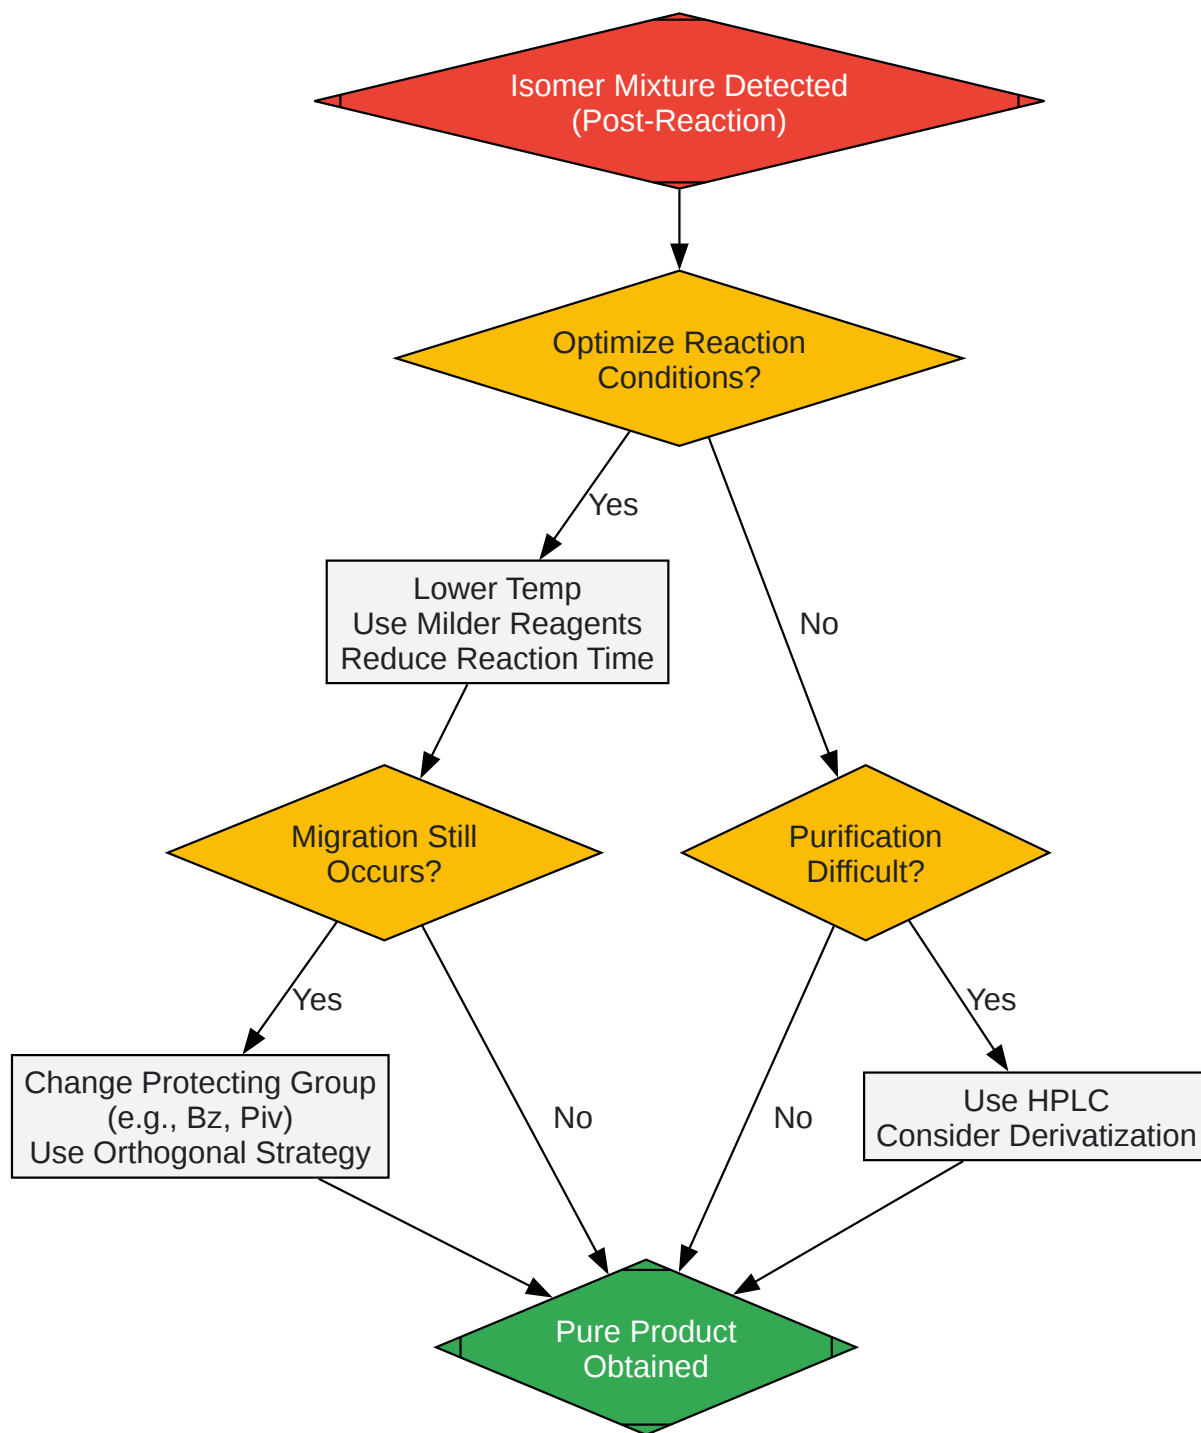 Isomer Mixture Detected
(Post-Reaction)
Optimize Reaction
Conditions?
Yes
Lower Temp
Use Milder Reagents
Reduce Reaction Time
No
Migration Still
Occurs?
Purification
Difficult?
Yes
Yes
Change Protecting Group
(e.g., Bz, Piv)
Use Orthogonal Strategy
No
No
Use HPLC
Consider Derivatization
Pure Product
Obtained